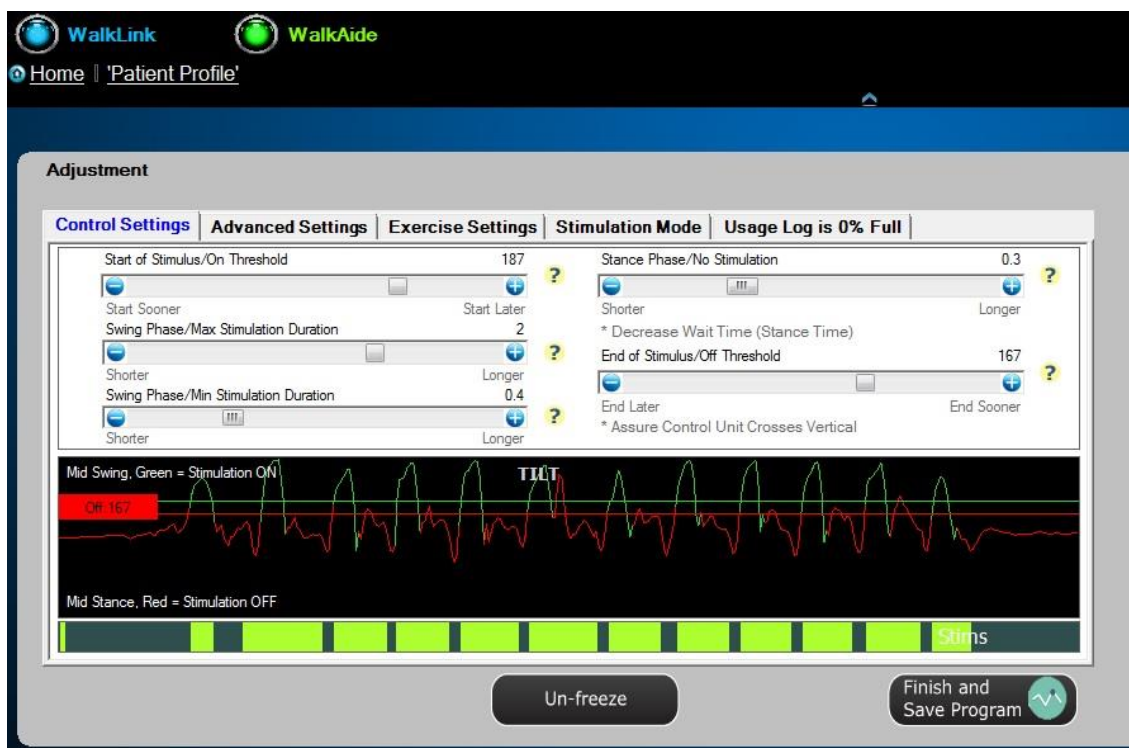 WalkLink WalkAide
Home 'Patient Profile'
Adjustment
Control Settings Advanced Settings Exercise Settings Stimulation Mode Usage Log is 0% Full
Start of Stimulus/On Threshold 187 ?
Start Sooner Start Later
Swing Phase/Max Stimulation Duration 2
?
Shorter Longer
Swing Phase/Min Stimulation Duration 0.4
?
Shorter Longer
Stance Phase/No Stimulation 0.3
?
Shorter Longer
* Decrease Wait Time (Stance Time)
End of Stimulus/Off Threshold 167
?
End Later End Sooner
* Assure Control Unit Crosses Vertical
Mid Swing, Green = Stimulation ON TILT
Off:167
Mid Stance, Red = Stimulation OFF
Stims
Un-freeze
Finish and
Save Program